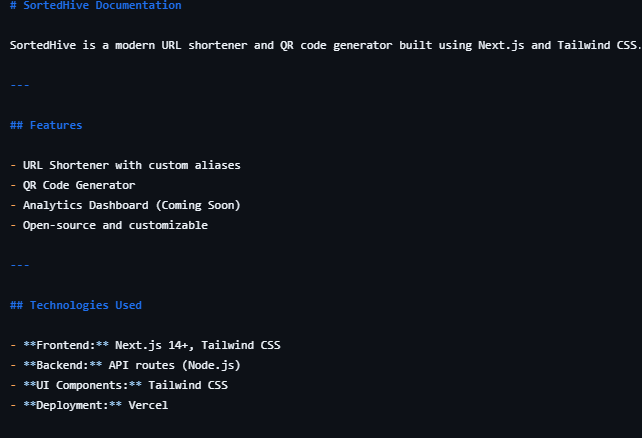 # SortedHive Documentation
SortedHive is a modern URL shortener and QR code generator built using Next.js and Tailwind CSS.
---
## Features
- URL Shortener with custom aliases
- QR Code Generator
- Analytics Dashboard (Coming Soon)
- Open-source and customizable
---
## Technologies Used
- **Frontend:** Next.js 14+, Tailwind CSS
- **Backend:** API routes (Node.js)
- **UI Components:** Tailwind CSS
- **Deployment:** Vercel